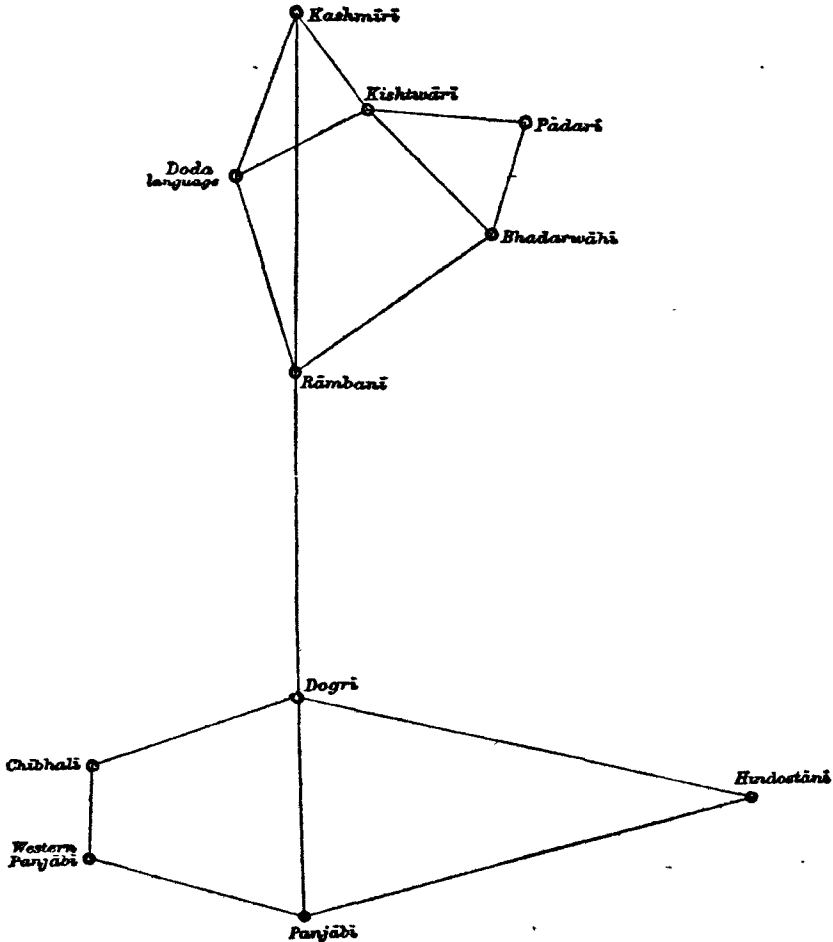 Kashmīrī
Kishtwārī
Pādarī
Doda
language
Bhadarwāhī
Rāmbanī
Dogrī
Chibhālī
Hindostānī
Western
Panjābī
Panjābī